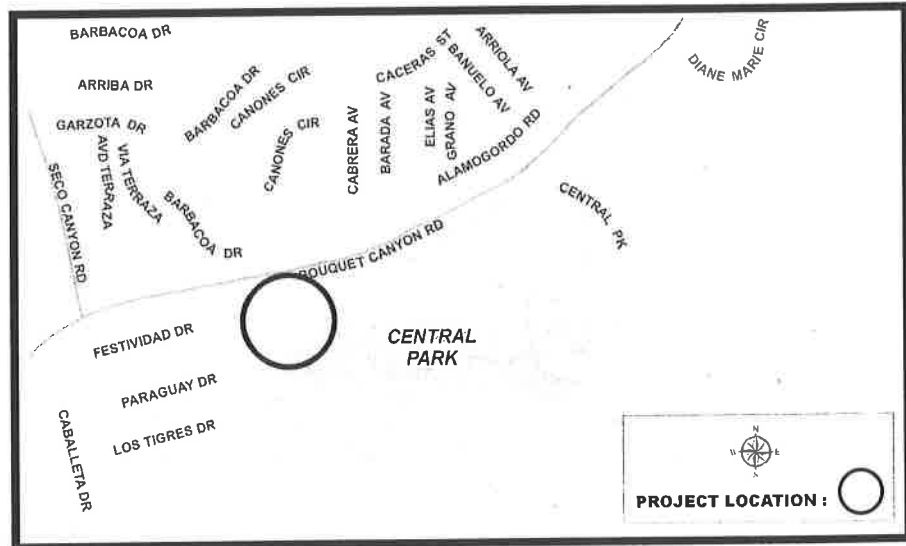 BARBACOA DR
ARRIBA DR
GARZOTA DR
SECO CANYON RD
AVD TERRAZA
VIA TERRAZA
BARBACOA DR
BARBACOA DR
CANONES CIR
CANONES CIR
CABRERA AV
BARADA AV
CACERAS ST
ELIAS AV
GRANO AV
BANUELO AV
ARRIOLA AV
ALAMOGORDO RD
DIANE MARIE CIR
CENTRAL PK
BOUQUET CANYON RD
FESTIVIDAD DR
CENTRAL
PARK
PARAGUAY DR
LOS TIGRES DR
CABALLETA DR
N
W
E
S
PROJECT LOCATION :